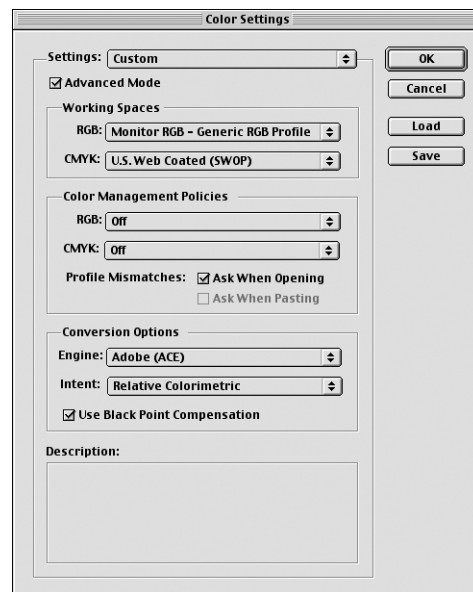 Color Settings
Settings: Custom
OK
Advanced Mode
Cancel
Working Spaces
RGB: Monitor RGB - Generic RGB Profile
Load
CMYK: U.S. Web Coated (SWOP)
Save
Color Management Policies
RGB: Off
CMYK: Off
Profile Mismatches: Ask When Opening
Ask When Pasting
Conversion Options
Engine: Adobe (ACE)
Intent: Relative Colorimetric
Use Black Point Compensation
Description: